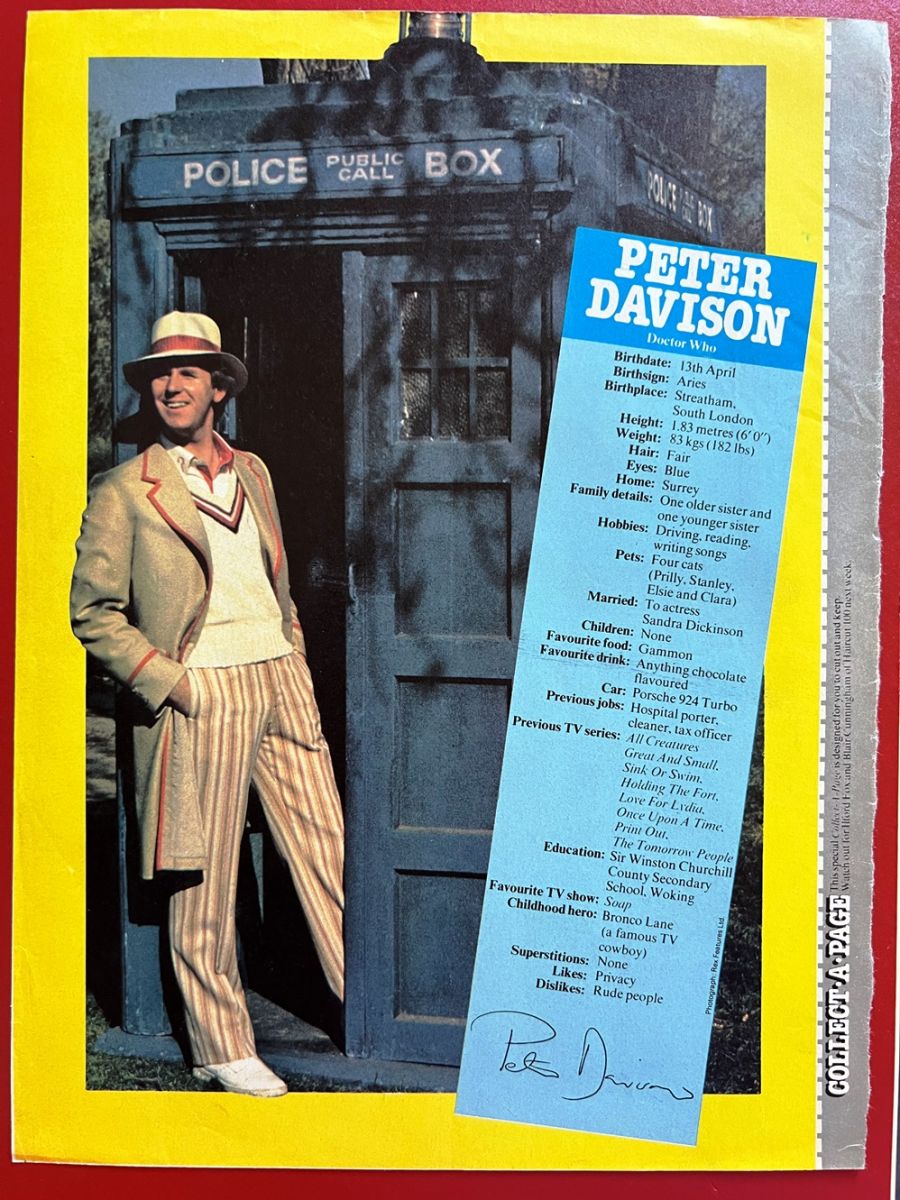 POLICE PUBLIC CALL BOX
POLICE CALL BOX
PETER
DAVISON
Doctor Who
Birthdate: 13th April
Birthsign: Aries
Birthplace: Streatham,
South London
Height: 1.83 metres (6′ 0″)
Weight: 83 kgs (182 lbs)
Hair: Fair
Eyes: Blue
Home: Surrey
Family details: One older sister and
one younger sister
Hobbies: Driving, reading,
writing songs
Pets: Four cats
(Prilly, Stanley,
Elsie and Clara)
Married: To actress
Sandra Dickinson
Children: None
Favourite food: Gammon
Favourite drink: Anything chocolate
flavoured
Car: Porsche 924 Turbo
Previous jobs: Hospital porter,
cleaner, tax officer
Previous TV series: All Creatures
Great And Small,
Sink Or Swim,
Holding The Fort,
Love For Lydia,
Once Upon A Time,
Print Out,
The Tomorrow People
Education: Sir Winston Churchill
County Secondary
School, Woking
Favourite TV show: Soap
Childhood hero: Bronco Lane
(a famous TV
cowboy)
Superstitions: None
Likes: Privacy
Dislikes: Rude people
Peter Davison
Photograph: Rex Features Ltd.
COLLECT·A·PAGE
This special Collect-A-Page is designed for you to cut out and keep.
Watch out for Ilford Fox and Blair Cunningham of Haircut 100 next week.